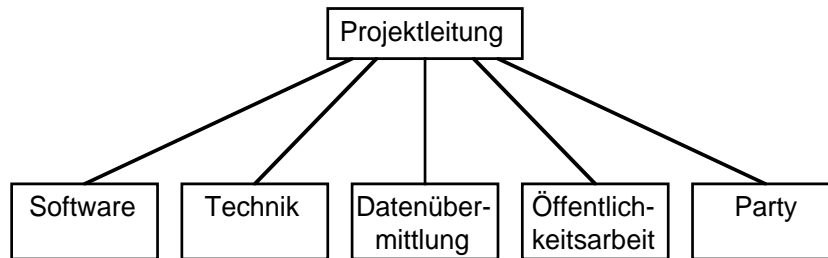 Projektleitung
Software
Technik
Datenüber-
mittlung
Öffentlich-
keitsarbeit
Party